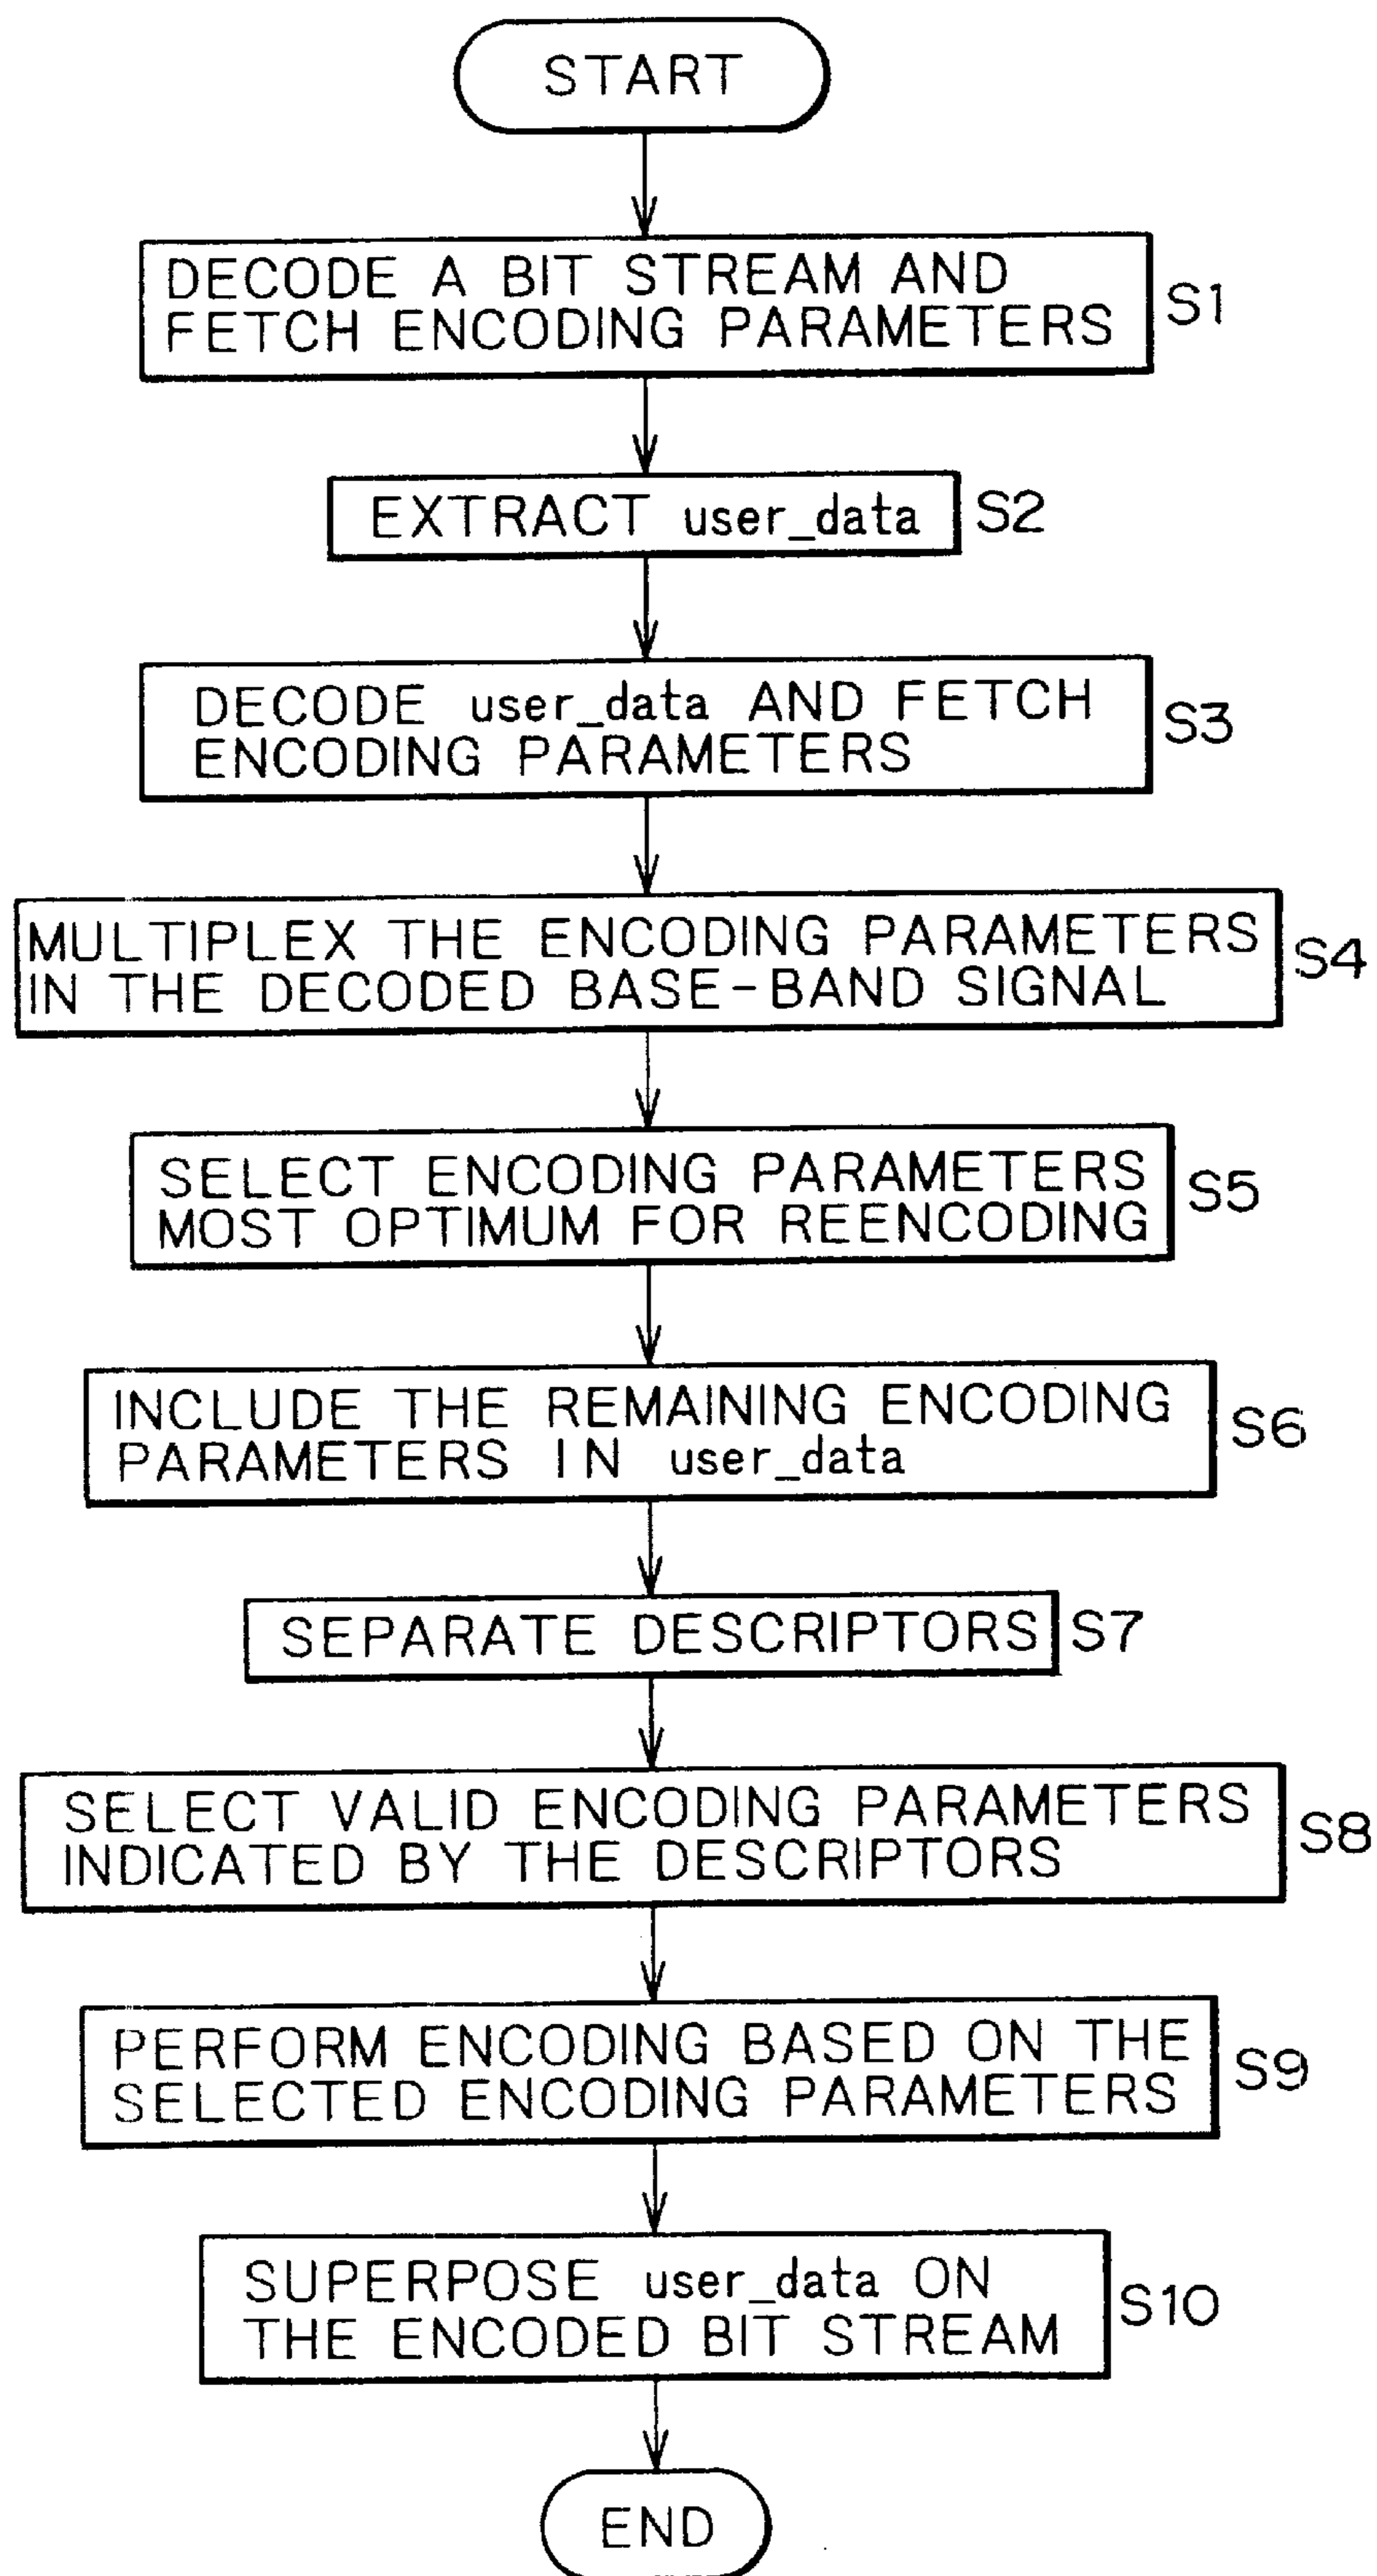 START
DECODE A BIT STREAM AND
FETCH ENCODING PARAMETERS
S1
EXTRACT user_data
S2
DECODE user_data AND FETCH
ENCODING PARAMETERS
S3
MULTIPLEX THE ENCODING PARAMETERS
IN THE DECODED BASE-BAND SIGNAL
S4
SELECT ENCODING PARAMETERS
MOST OPTIMUM FOR REENCODING
S5
INCLUDE THE REMAINING ENCODING
PARAMETERS IN user_data
S6
SEPARATE DESCRIPTORS
S7
SELECT VALID ENCODING PARAMETERS
INDICATED BY THE DESCRIPTORS
S8
PERFORM ENCODING BASED ON THE
SELECTED ENCODING PARAMETERS
S9
SUPERPOSE user_data ON
THE ENCODED BIT STREAM
S10
END